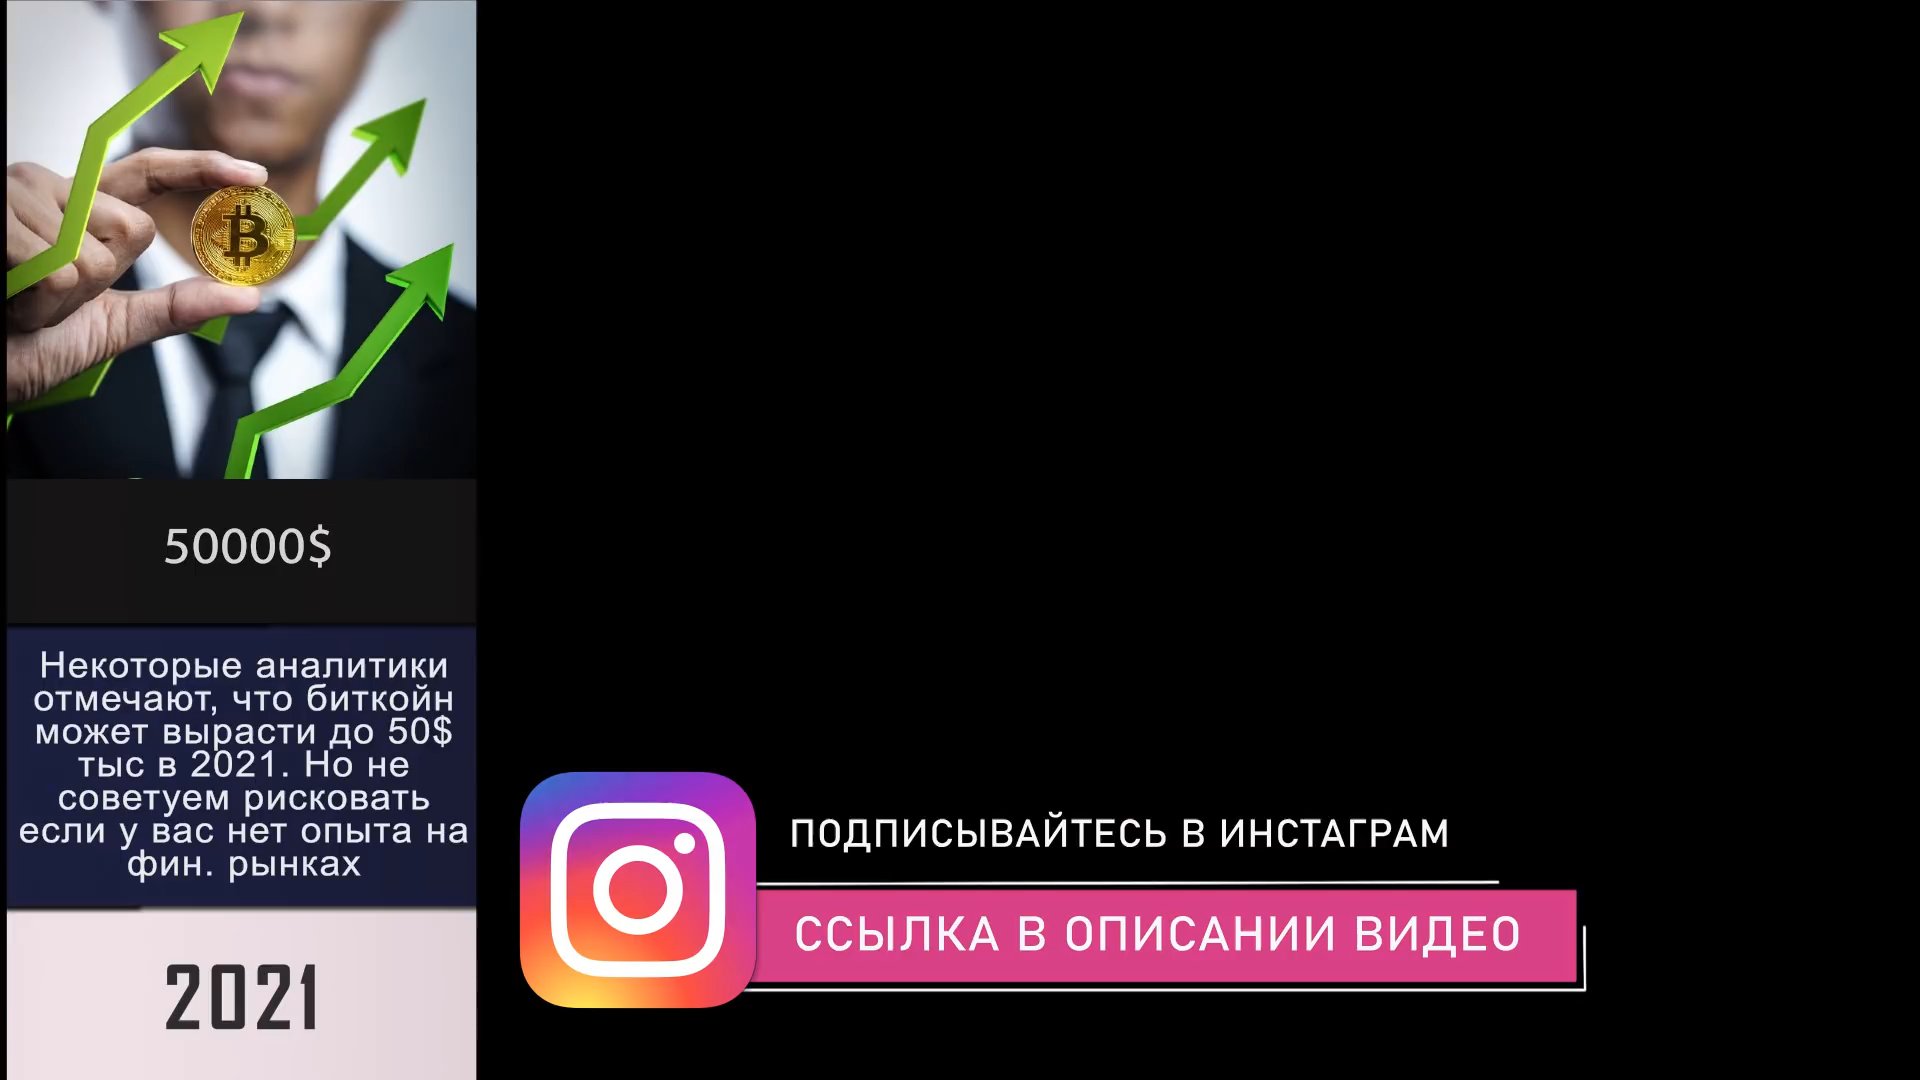 50000$
Некоторые аналитики
отмечают, что биткойн
может вырасти до 50$
тыс в 2021. Но не
советуем рисковать
если у вас нет опыта на
фин. рынках
2021
ПОДПИСЫВАЙТЕСЬ В ИНСТАГРАМ
ССЫЛКА В ОПИСАНИИ ВИДЕО